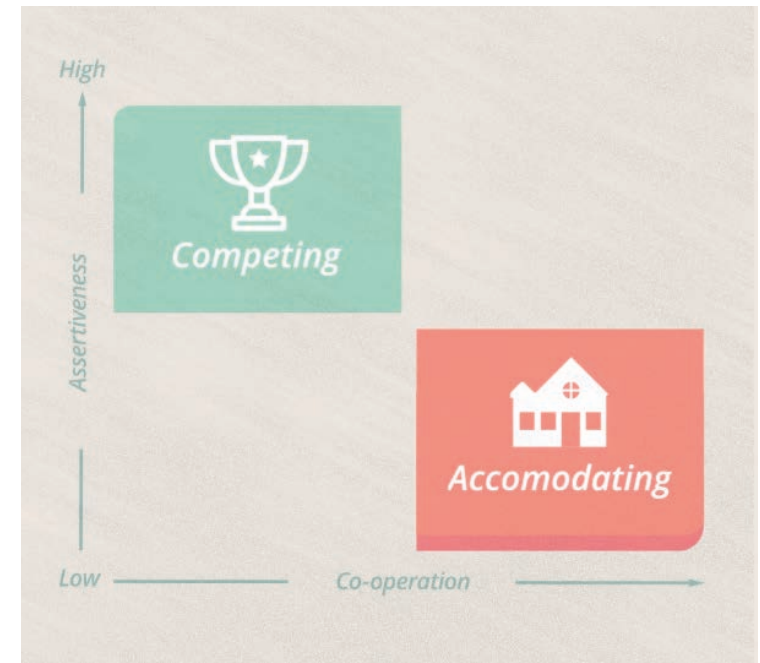 High
Competing
Assertiveness
Accomodating
Low
Co-operation